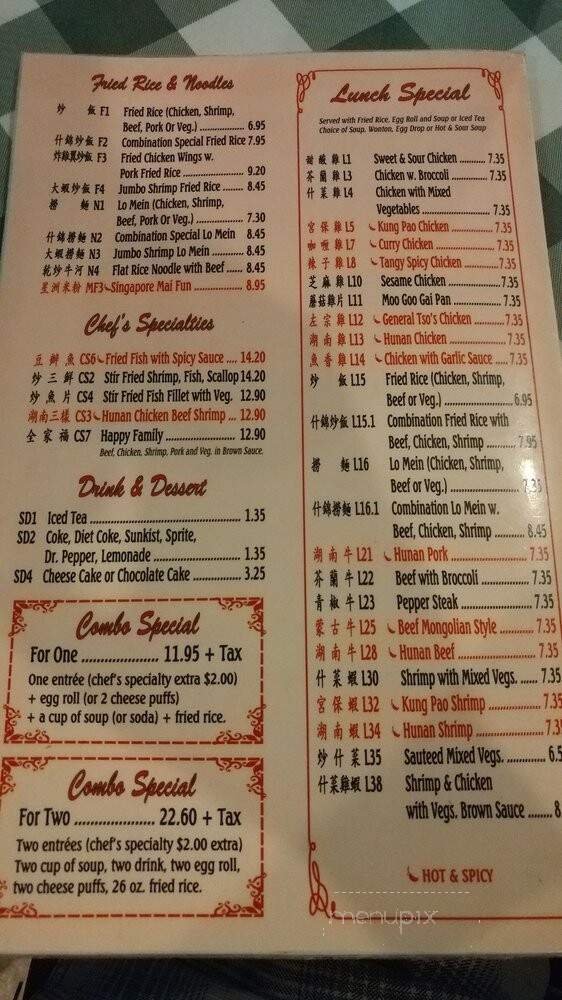 Fried Rice & Noodles
炒 飯 F1 Fried Rice (Chicken, Shrimp,
Beef, Pork Or Veg.) .................. 6.95
什錦炒飯 F2 Combination Special Fried Rice 7.95
炸雞翼炒飯 F3 Fried Chicken Wings w.
Pork Fried Rice ..................... 9.20
大蝦炒飯 F4 Jumbo Shrimp Fried Rice ....... 8.45
撈 麵 N1 Lo Mein (Chicken, Shrimp,
Beef, Pork Or Veg.) .................. 7.30
什錦撈麵 N2 Combination Special Lo Mein 8.45
大蝦撈麵 N3 Jumbo Shrimp Lo Mein ........... 8.45
乾炒牛河 N4 Flat Rice Noodle with Beef ...... 8.45
星洲米粉 MF3 Singapore Mai Fun ................ 8.95
Chef's Specialties
豆瓣魚 CS6 Fried Fish with Spicy Sauce .... 14.20
炒三鮮 CS2 Stir Fried Shrimp, Fish, Scallop 14.20
炒魚片 CS4 Stir Fried Fish Fillet with Veg. 12.90
湖南三樣 CS3 Hunan Chicken Beef Shrimp ... 12.90
全家福 CS7 Happy Family ....................... 12.90
Beef, Chicken, Shrimp, Pork and Veg. in Brown Sauce.
Drink & Dessert
SD1 Iced Tea ................................................ 1.35
SD2 Coke, Diet Coke, Sunkist, Sprite,
Dr. Pepper, Lemonade ............................ 1.35
SD4 Cheese Cake or Chocolate Cake ............... 3.25
Combo Special
For One .................... 11.95 + Tax
One entrée (chef's specialty extra $2.00)
+ egg roll (or 2 cheese puffs)
+ a cup of soup (or soda) + fried rice.
Combo Special
For Two ..................... 22.60 + Tax
Two entrées (chef's specialty $2.00 extra)
Two cup of soup, two drink, two egg roll,
two cheese puffs, 26 oz. fried rice.
Lunch Special
Served with Fried Rice, Egg Roll and Soup or Iced Tea
Choice of Soup, Wonton, Egg Drop or Hot & Sour Soup
甜酸雞 L1 Sweet & Sour Chicken .......... 7.35
芥蘭雞 L3 Chicken w. Broccoli ............. 7.35
什菜雞 L4 Chicken with Mixed
Vegetables ........................ 7.35
宮保雞 L5 Kung Pao Chicken ................ 7.35
咖喱雞 L7 Curry Chicken ...................... 7.35
辣子雞 L8 Tangy Spicy Chicken ............. 7.35
芝麻雞 L10 Sesame Chicken .................... 7.35
蘑菇雞片 L11 Moo Goo Gai Pan ................. 7.35
左宗雞 L12 General Tso's Chicken .......... 7.35
湖南雞 L13 Hunan Chicken ..................... 7.35
魚香雞 L14 Chicken with Garlic Sauce .... 7.35
炒 飯 L15 Fried Rice (Chicken, Shrimp,
Beef or Veg.) ........................ 6.95
什錦炒飯 L15.1 Combination Fried Rice with
Beef, Chicken, Shrimp ......... 7.95
撈 麵 L16 Lo Mein (Chicken, Shrimp,
Beef or Veg.) ........................ 7.35
什錦撈麵 L16.1 Combination Lo Mein w.
Beef, Chicken, Shrimp .......... 8.45
湖南牛 L21 Hunan Pork ........................ 7.35
芥蘭牛 L22 Beef with Broccoli .............. 7.35
青椒牛 L23 Pepper Steak ..................... 7.35
蒙古牛 L25 Beef Mongolian Style ........... 7.35
湖南牛 L28 Hunan Beef ........................ 7.35
什菜蝦 L30 Shrimp with Mixed Vegs. ...... 7.35
宮保蝦 L32 Kung Pao Shrimp ................. 7.35
湖南蝦 L34 Hunan Shrimp ..................... 7.3
炒什菜 L35 Sauteed Mixed Vegs. ............ 6.5
什菜雞蝦 L38 Shrimp & Chicken
with Vegs. Brown Sauce ........ 8
HOT & SPICY
menupix